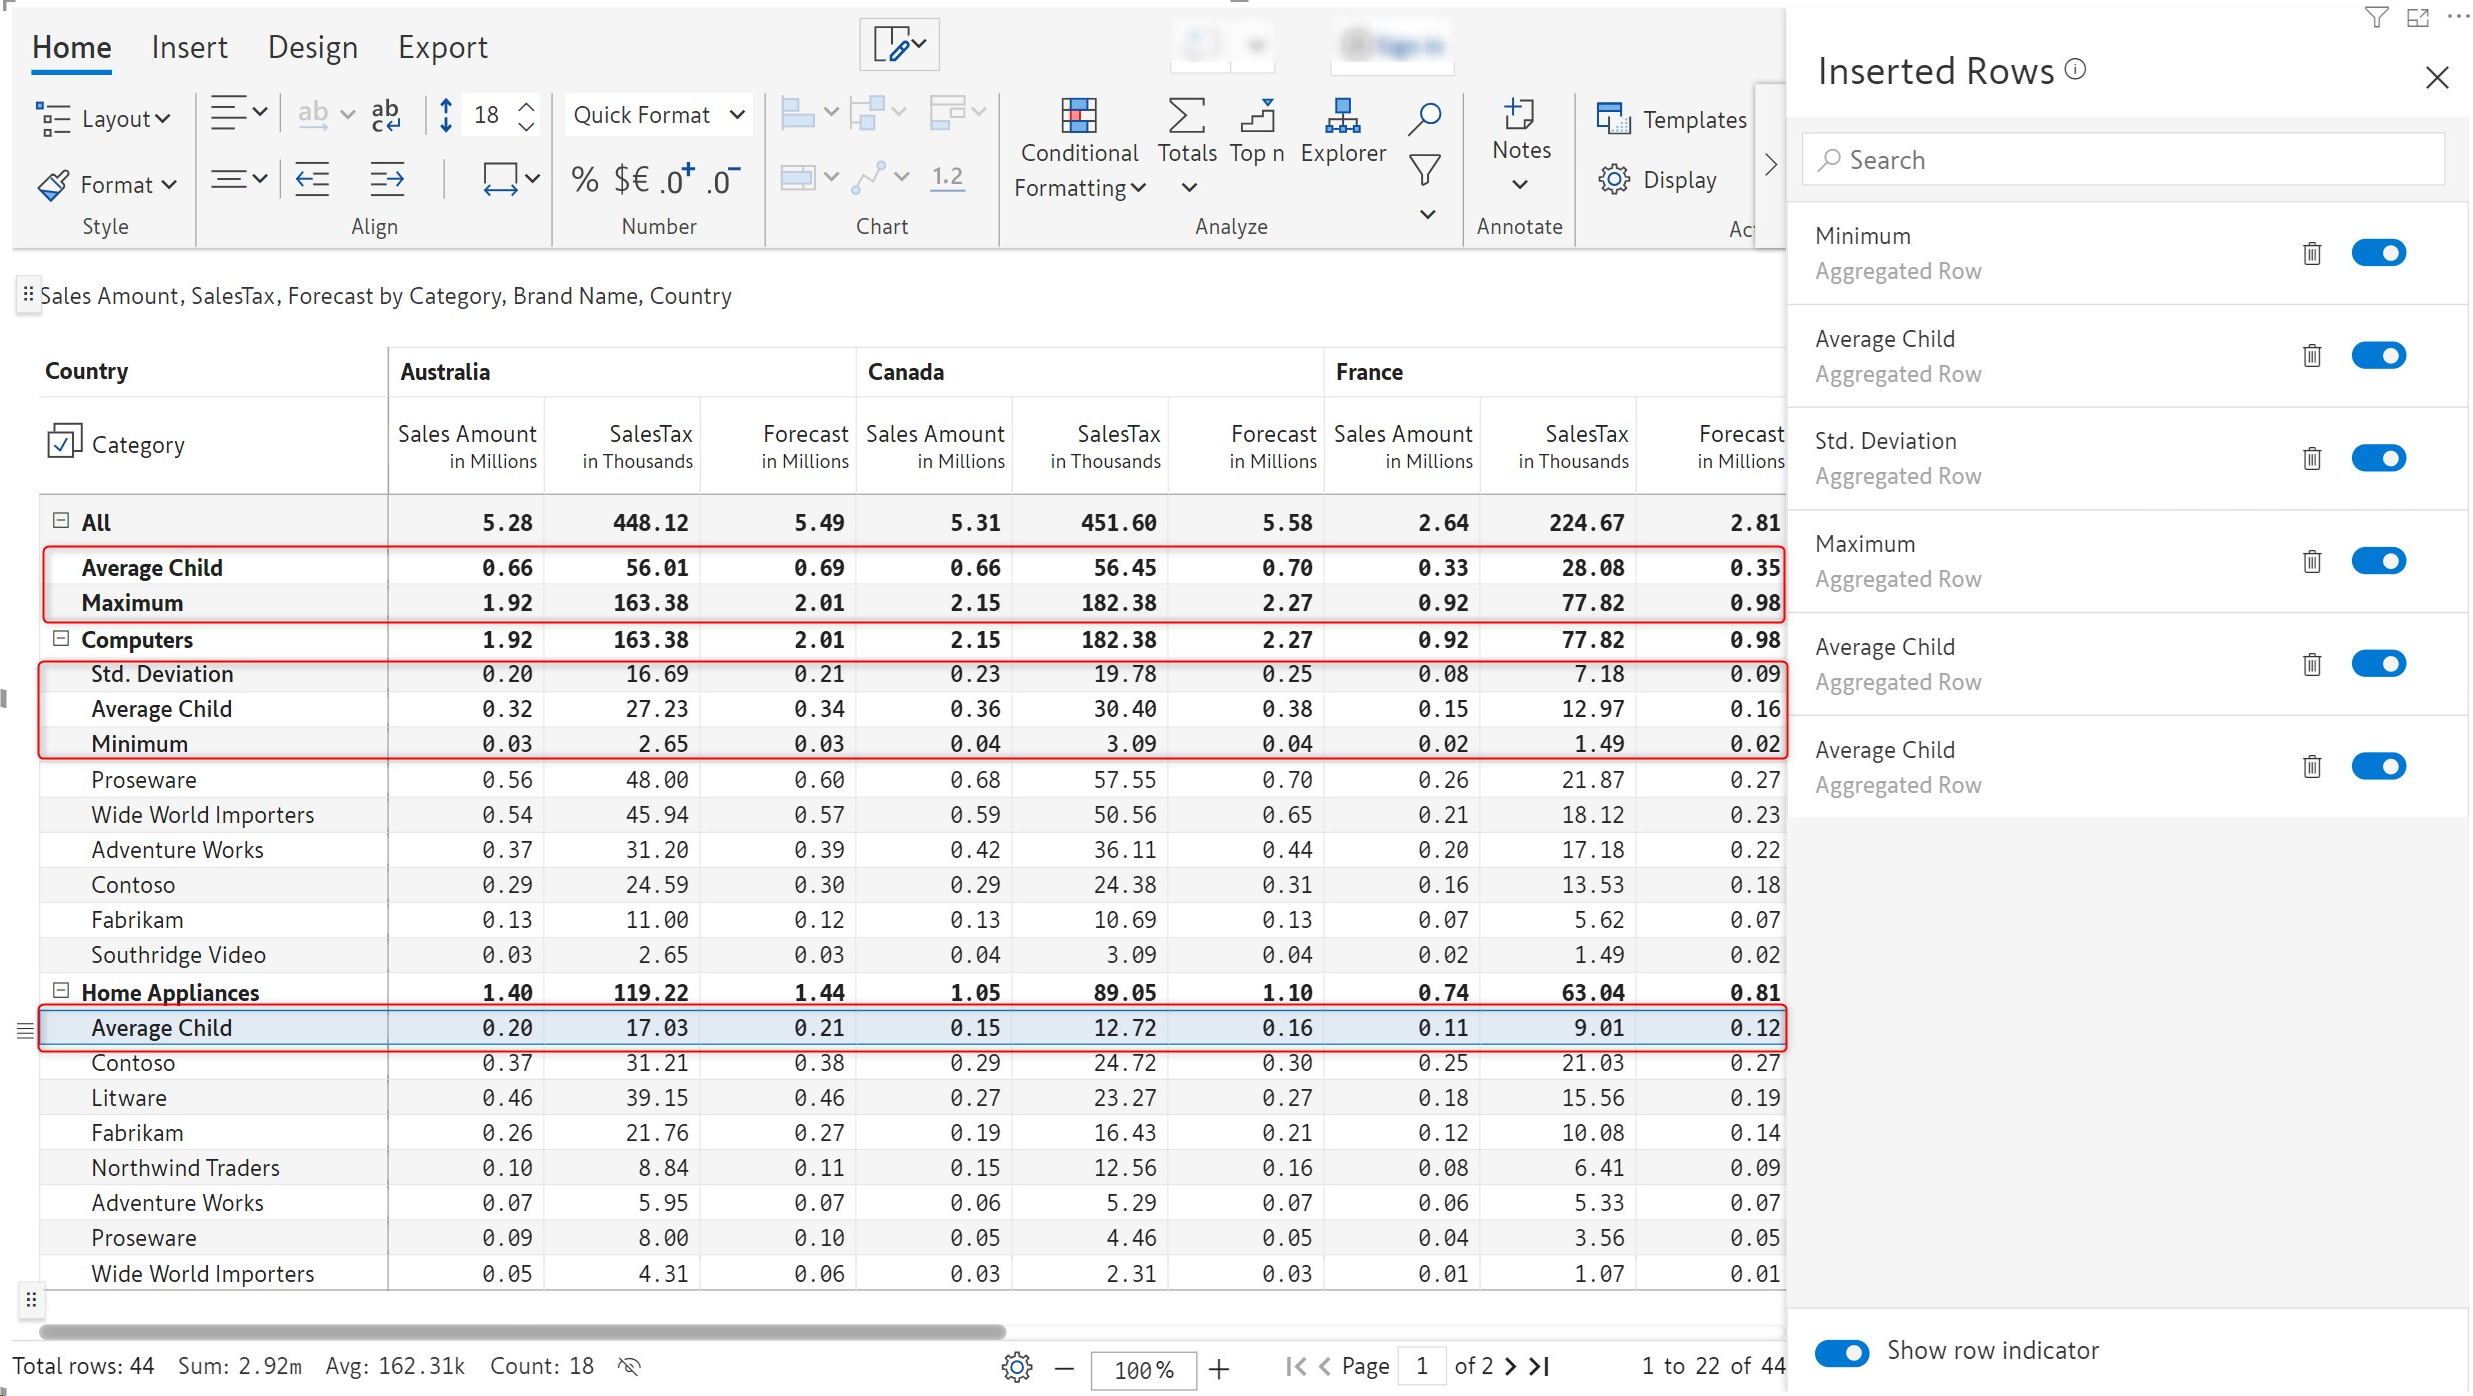 Home Insert Design Export
Layout
ab
ab
c
18
Quick Format
Conditional
Formatting
Totals
Top n
Explorer
Notes
Templates
Format
% $€ .0 .0
1.2
Display
Style
Align
Number
Chart
Analyze
Annotate
Sales Amount, SalesTax, Forecast by Category, Brand Name, Country
Country Australia Canada France
Category
Sales Amount SalesTax Forecast Sales Amount SalesTax Forecast Sales Amount SalesTax Forecast
in Millions in Thousands in Millions in Millions in Thousands in Millions in Millions in Thousands in Millions
All 5.28 448.12 5.49 5.31 451.60 5.58 2.64 224.67 2.81
Average Child 0.66 56.01 0.69 0.66 56.45 0.70 0.33 28.08 0.35
Maximum 1.92 163.38 2.01 2.15 182.38 2.27 0.92 77.82 0.98
Computers 1.92 163.38 2.01 2.15 182.38 2.27 0.92 77.82 0.98
Std. Deviation 0.20 16.69 0.21 0.23 19.78 0.25 0.08 7.18 0.09
Average Child 0.32 27.23 0.34 0.36 30.40 0.38 0.15 12.97 0.16
Minimum 0.03 2.65 0.03 0.04 3.09 0.04 0.02 1.49 0.02
Proseware 0.56 48.00 0.60 0.68 57.55 0.70 0.26 21.87 0.27
Wide World Importers 0.54 45.94 0.57 0.59 50.56 0.65 0.21 18.12 0.23
Adventure Works 0.37 31.20 0.39 0.42 36.11 0.44 0.20 17.18 0.22
Contoso 0.29 24.59 0.30 0.29 24.38 0.31 0.16 13.53 0.18
Fabrikam 0.13 11.00 0.12 0.13 10.69 0.13 0.07 5.62 0.07
Southridge Video 0.03 2.65 0.03 0.04 3.09 0.04 0.02 1.49 0.02
Home Appliances 1.40 119.22 1.44 1.05 89.05 1.10 0.74 63.04 0.81
Average Child 0.20 17.03 0.21 0.15 12.72 0.16 0.11 9.01 0.12
Contoso 0.37 31.21 0.38 0.29 24.72 0.30 0.25 21.03 0.27
Litware 0.46 39.15 0.46 0.27 23.27 0.27 0.18 15.56 0.19
Fabrikam 0.26 21.76 0.27 0.19 16.43 0.21 0.12 10.08 0.14
Northwind Traders 0.10 8.84 0.11 0.15 12.56 0.16 0.08 6.41 0.09
Adventure Works 0.07 5.95 0.07 0.06 5.29 0.07 0.06 5.33 0.07
Proseware 0.09 8.00 0.10 0.05 4.46 0.05 0.04 3.56 0.05
Wide World Importers 0.05 4.31 0.06 0.03 2.31 0.03 0.01 1.07 0.01
Total rows: 44 Sum: 2.92m Avg: 162.31k Count: 18
100 %
Page 1 of 2
1 to 22 of 44
Inserted Rows
Search
Minimum
Aggregated Row
Average Child
Aggregated Row
Std. Deviation
Aggregated Row
Maximum
Aggregated Row
Average Child
Aggregated Row
Average Child
Aggregated Row
Show row indicator